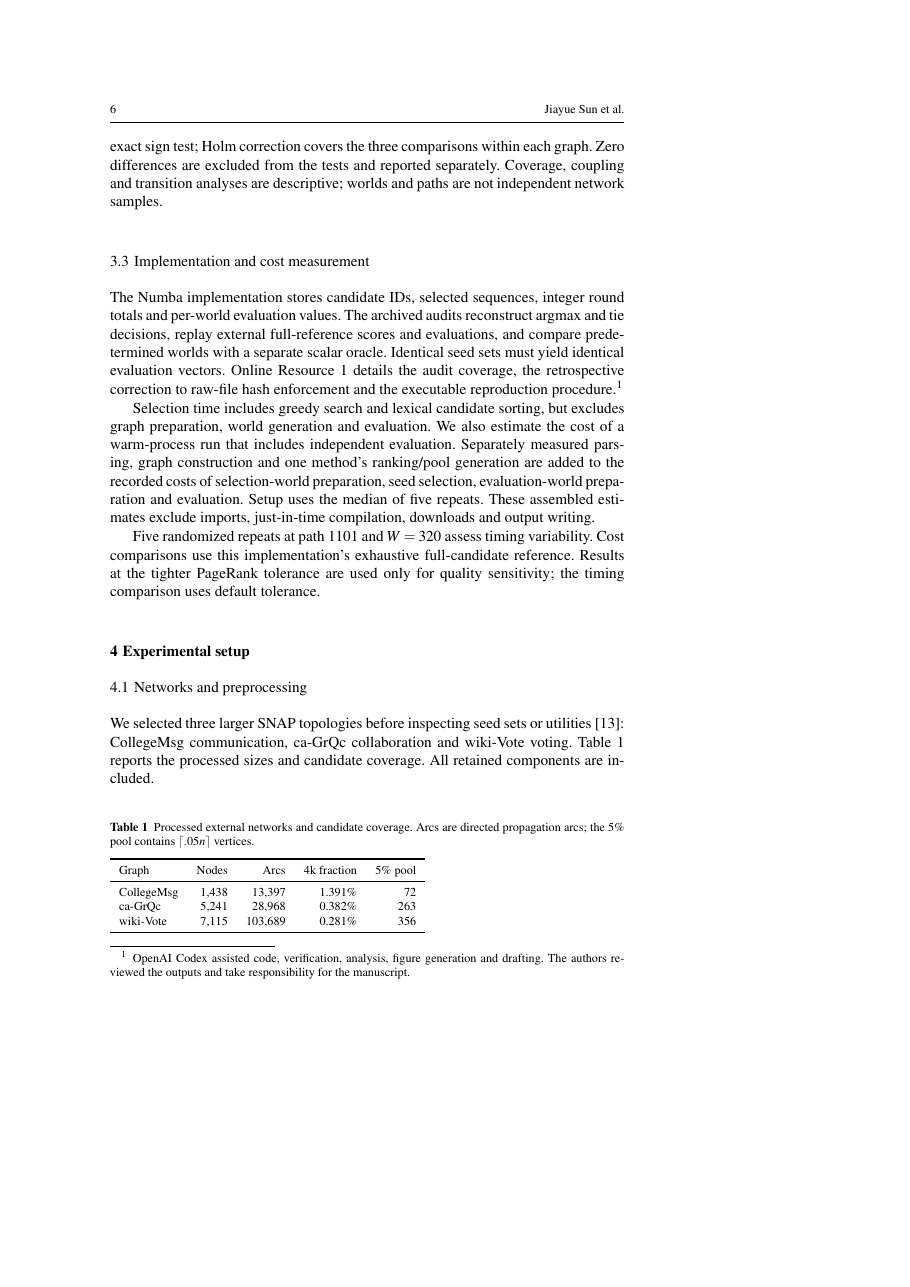 6 Jiayue Sun et al.
exact sign test; Holm correction covers the three comparisons within each graph. Zero
differences are excluded from the tests and reported separately. Coverage, coupling
and transition analyses are descriptive; worlds and paths are not independent network
samples.
3.3 Implementation and cost measurement
The Numba implementation stores candidate IDs, selected sequences, integer round
totals and per-world evaluation values. The archived audits reconstruct argmax and tie
decisions, replay external full-reference scores and evaluations, and compare prede-
termined worlds with a separate scalar oracle. Identical seed sets must yield identical
evaluation vectors. Online Resource 1 details the audit coverage, the retrospective
correction to raw-file hash enforcement and the executable reproduction procedure.1
Selection time includes greedy search and lexical candidate sorting, but excludes
graph preparation, world generation and evaluation. We also estimate the cost of a
warm-process run that includes independent evaluation. Separately measured pars-
ing, graph construction and one method's ranking/pool generation are added to the
recorded costs of selection-world preparation, seed selection, evaluation-world prepa-
ration and evaluation. Setup uses the median of five repeats. These assembled esti-
mates exclude imports, just-in-time compilation, downloads and output writing.
Five randomized repeats at path 1101 and W = 320 assess timing variability. Cost
comparisons use this implementation's exhaustive full-candidate reference. Results
at the tighter PageRank tolerance are used only for quality sensitivity; the timing
comparison uses default tolerance.
4 Experimental setup
4.1 Networks and preprocessing
We selected three larger SNAP topologies before inspecting seed sets or utilities [13]:
CollegeMsg communication, ca-GrQc collaboration and wiki-Vote voting. Table 1
reports the processed sizes and candidate coverage. All retained components are in-
cluded.
Table 1 Processed external networks and candidate coverage. Arcs are directed propagation arcs; the 5%
pool contains ⌈.05n⌉ vertices.
Graph Nodes Arcs 4k fraction 5% pool
CollegeMsg 1,438 13,397 1.391% 72
ca-GrQc 5,241 28,968 0.382% 263
wiki-Vote 7,115 103,689 0.281% 356
1 OpenAI Codex assisted code, verification, analysis, figure generation and drafting. The authors re-
viewed the outputs and take responsibility for the manuscript.